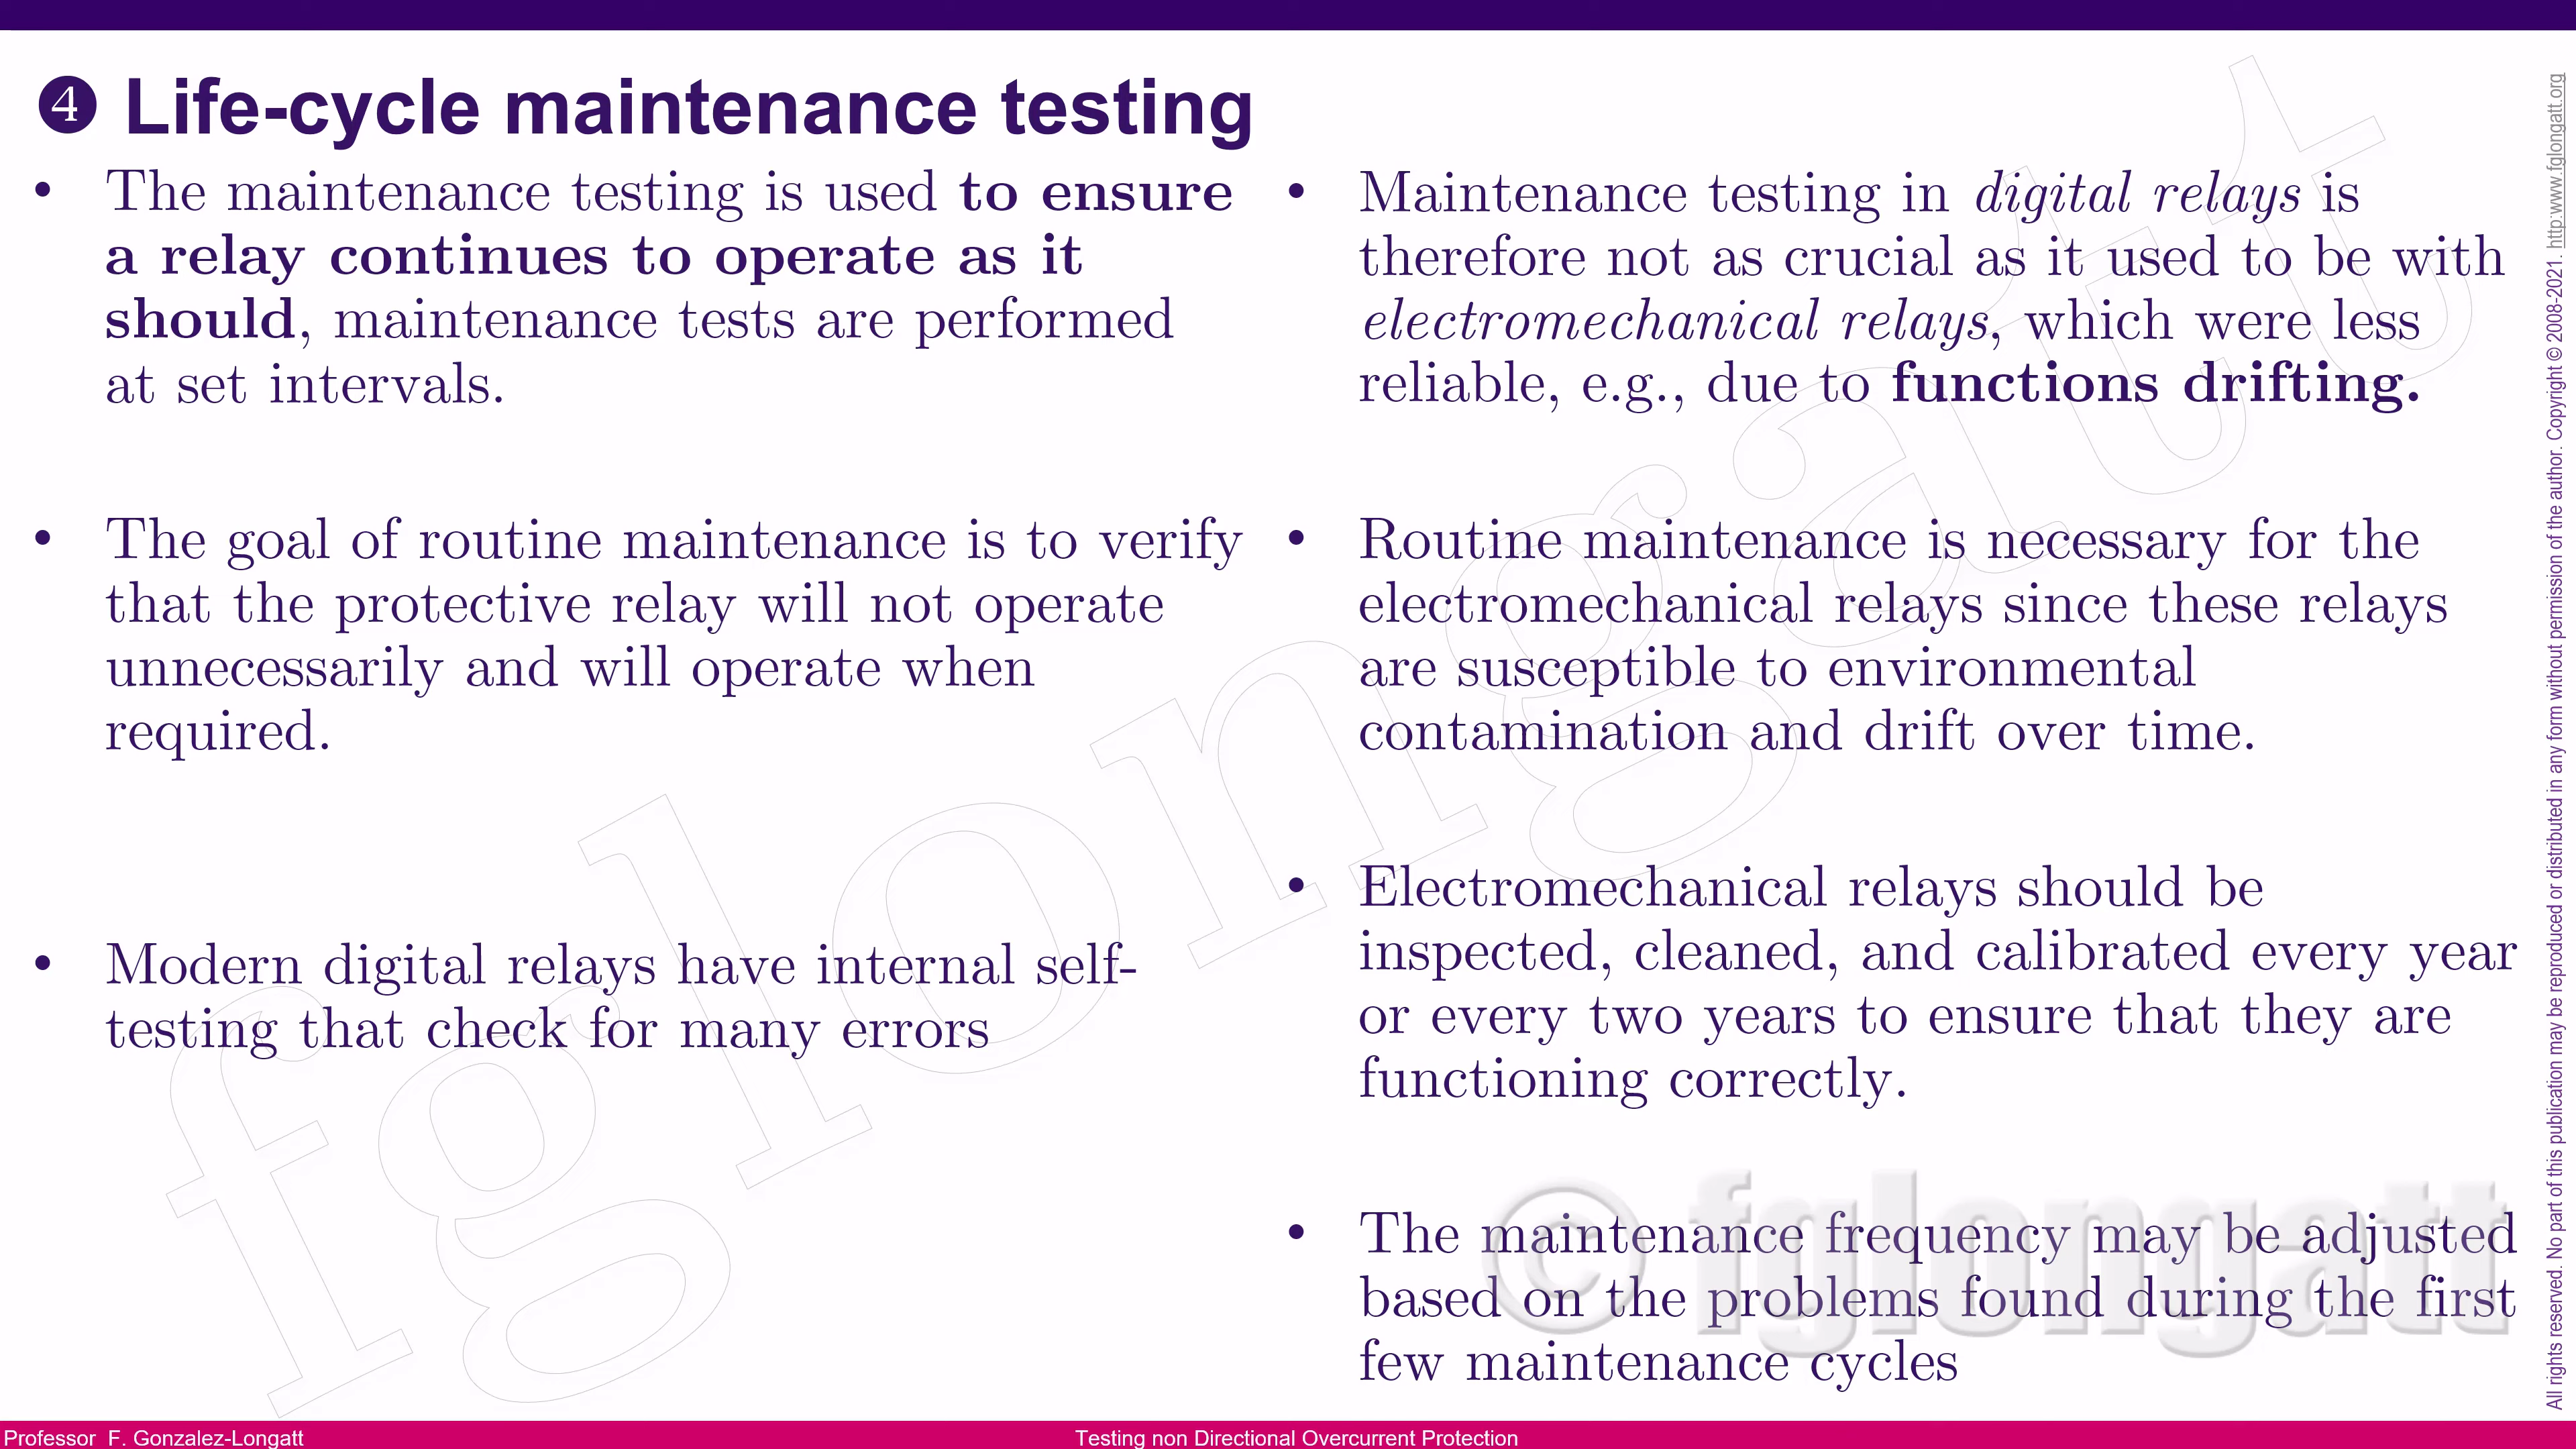 ❹ Life-cycle maintenance testing
• The maintenance testing is used to ensure
a relay continues to operate as it
should, maintenance tests are performed
at set intervals.
• The goal of routine maintenance is to verify
that the protective relay will not operate
unnecessarily and will operate when
required.
• Modern digital relays have internal self-
testing that check for many errors
• Maintenance testing in digital relays is
therefore not as crucial as it used to be with
electromechanical relays, which were less
reliable, e.g., due to functions drifting.
• Routine maintenance is necessary for the
electromechanical relays since these relays
are susceptible to environmental
contamination and drift over time.
• Electromechanical relays should be
inspected, cleaned, and calibrated every year
or every two years to ensure that they are
functioning correctly.
• The maintenance frequency may be adjusted
based on the problems found during the first
few maintenance cycles
fglongatt
© fglongatt
All rights reserved. No part of this publication may be reproduced or distributed in any form without permission of the author. Copyright © 2008-2021. http:www.fglongatt.org
Professor F. Gonzalez-Longatt
Testing non Directional Overcurrent Protection